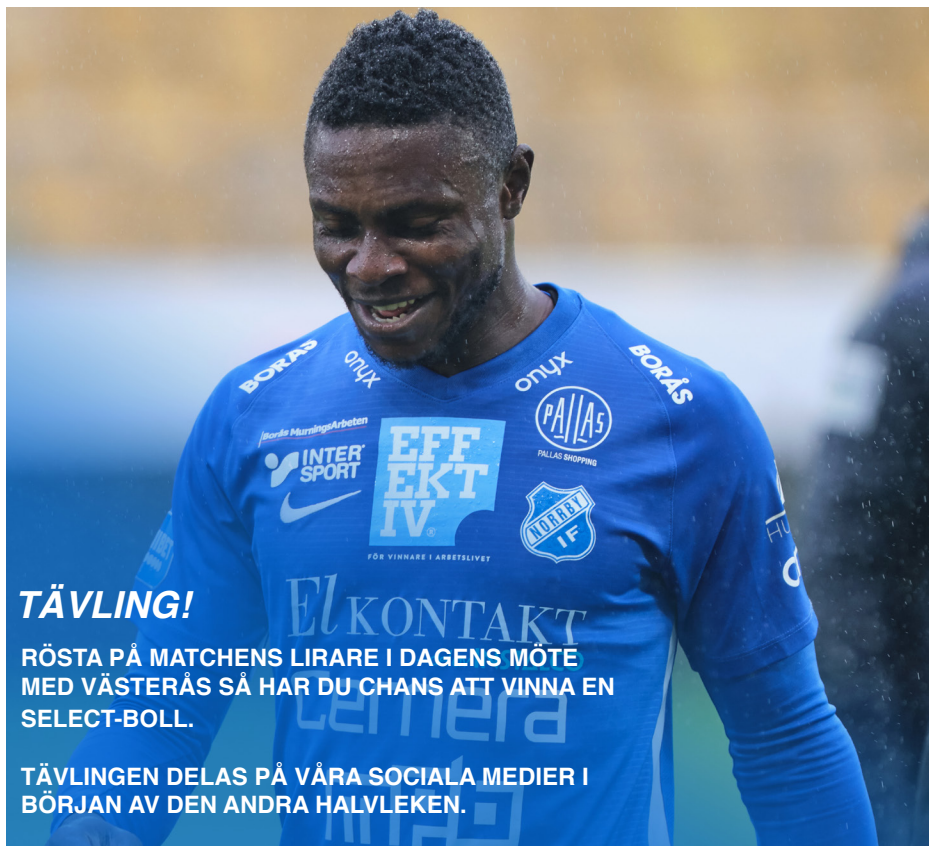 BORÅS
onyx
onyx
BORÅS
PALLAS
PALLAS SHOPPING
Borås MurningsArbeten
INTER
SPORT
EFF
EKT
IV
FÖR VINNARE I ARBETSLIVET
NORRBY
IF
El KONTAKT
cernera
TÄVLING!
RÖSTA PÅ MATCHENS LIRARE I DAGENS MÖTE
MED VÄSTERÅS SÅ HAR DU CHANS ATT VINNA EN
SELECT-BOLL.
TÄVLINGEN DELAS PÅ VÅRA SOCIALA MEDIER I
BÖRJAN AV DEN ANDRA HALVLEKEN.